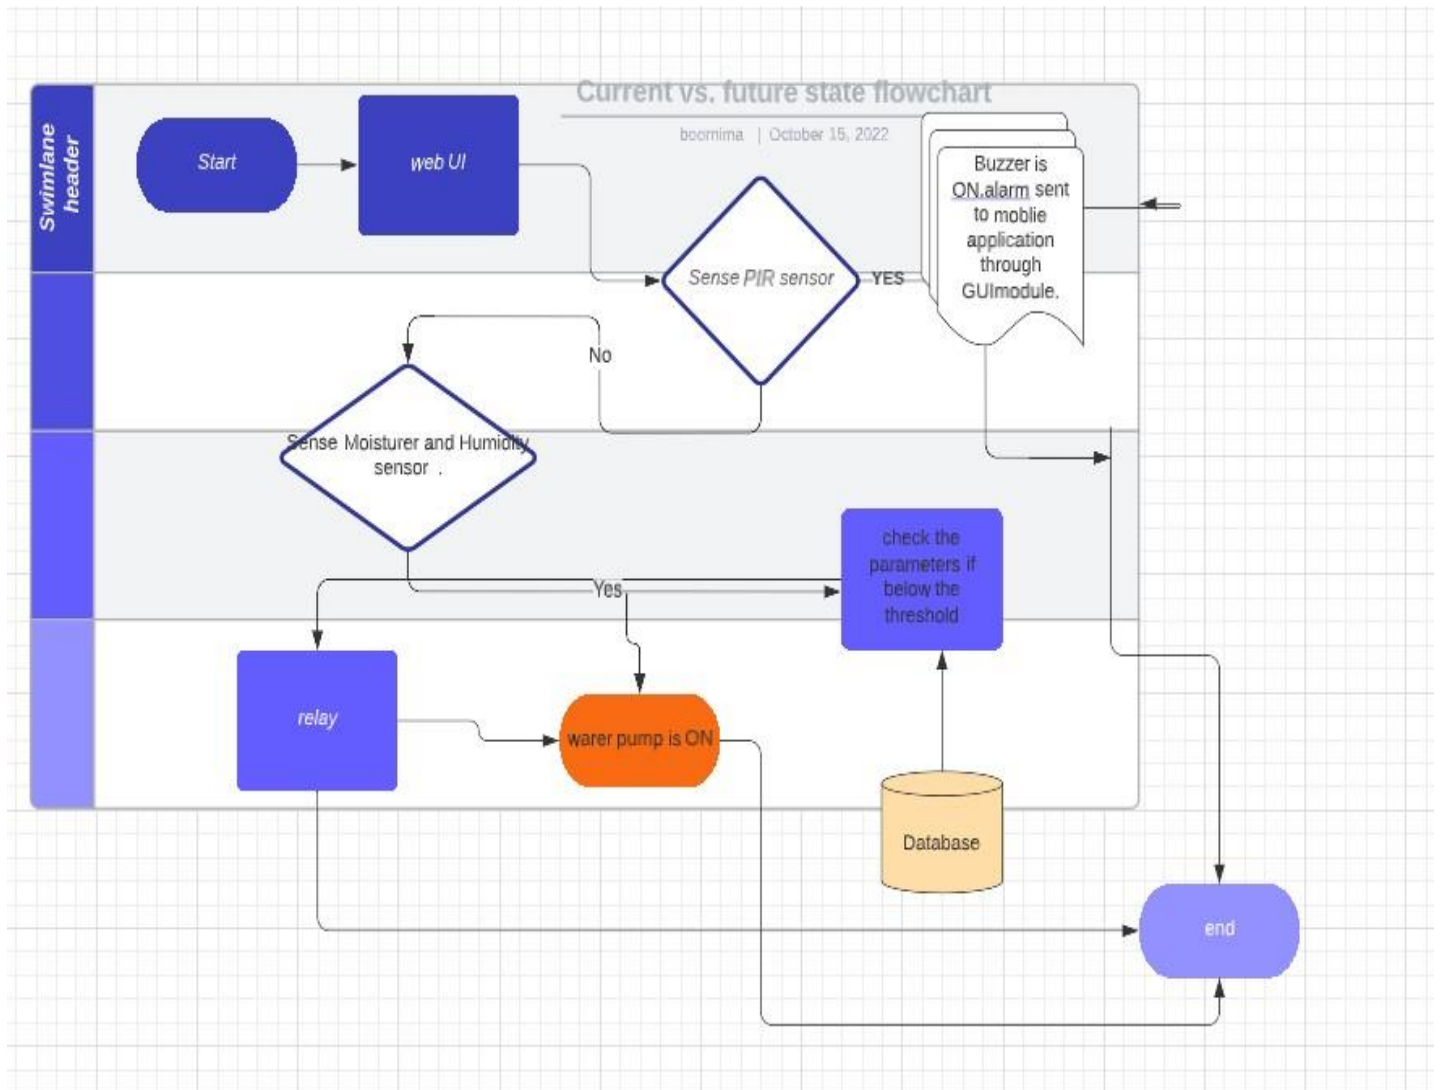 Current vs. future state flowchart
boornima | October 15, 2022
Swimlane
header
Start
web UI
Buzzer is
ON.alarm sent
to moblie
application
through
GUImodule.
Sense PIR sensor
YES
No
Sense Moisturer and Humidity
sensor .
check the
parameters if
below the
threshold
Yes
relay
warer pump is ON
Database
end